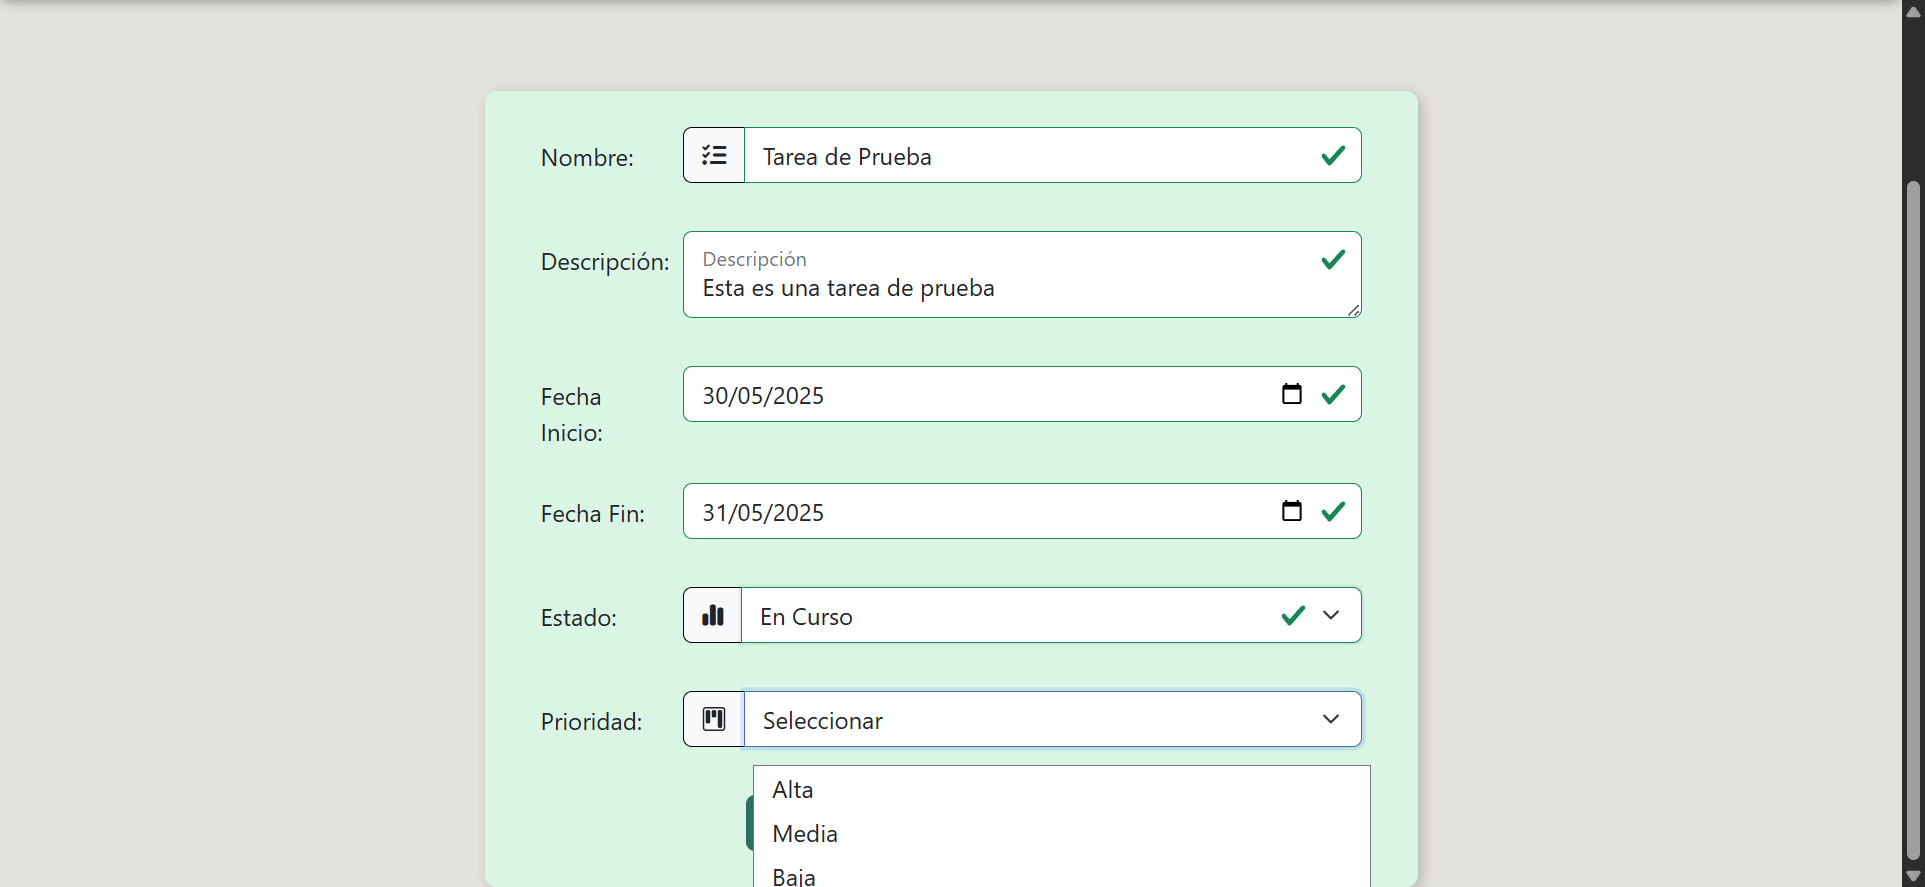 Nombre:
Tarea de Prueba
Descripción:
Descripción
Esta es una tarea de prueba
Fecha
Inicio:
30/05/2025
Fecha Fin:
31/05/2025
Estado:
En Curso
Prioridad:
Seleccionar
Alta
Media
Baja